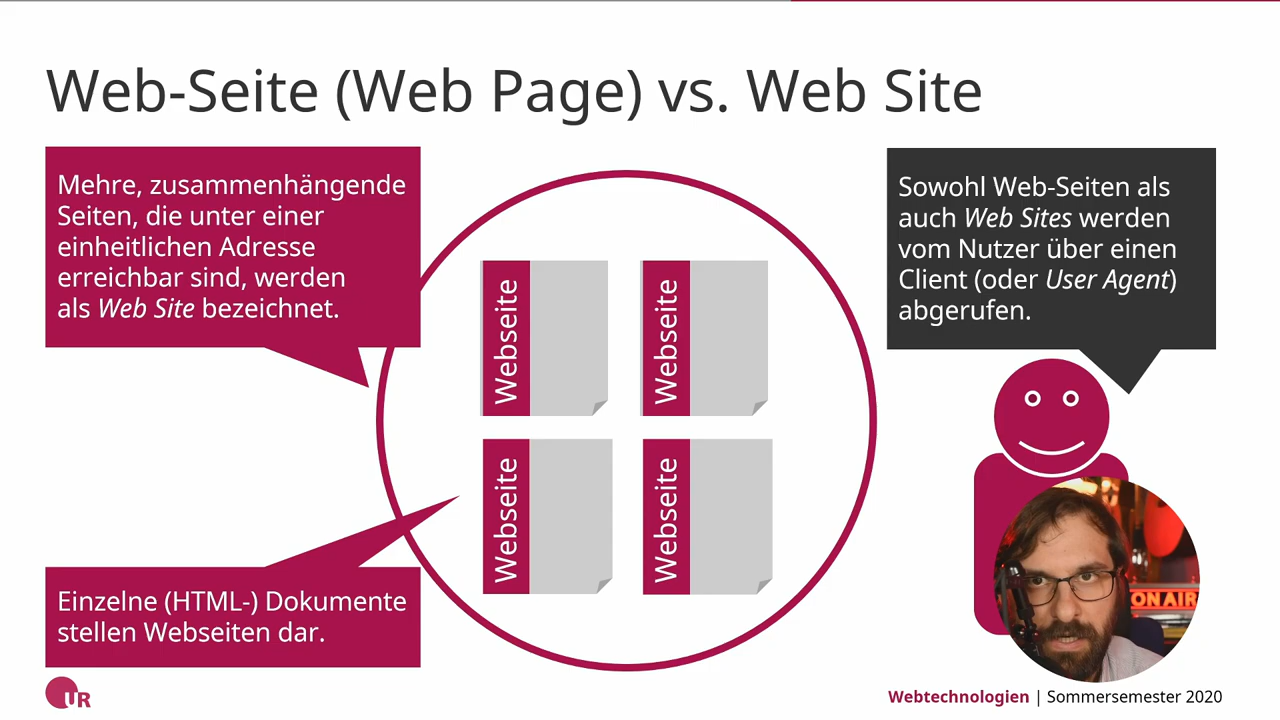 Web-Seite (Web Page) vs. Web Site
Mehre, zusammenhängende
Seiten, die unter einer
einheitlichen Adresse
erreichbar sind, werden
als Web Site bezeichnet.
Sowohl Web-Seiten als
auch Web Sites werden
vom Nutzer über einen
Client (oder User Agent)
abgerufen.
Webseite
Webseite
Webseite
Webseite
Einzelne (HTML-) Dokumente
stellen Webseiten dar.
ON AIR
UR
Webtechnologien | Sommersemester 2020